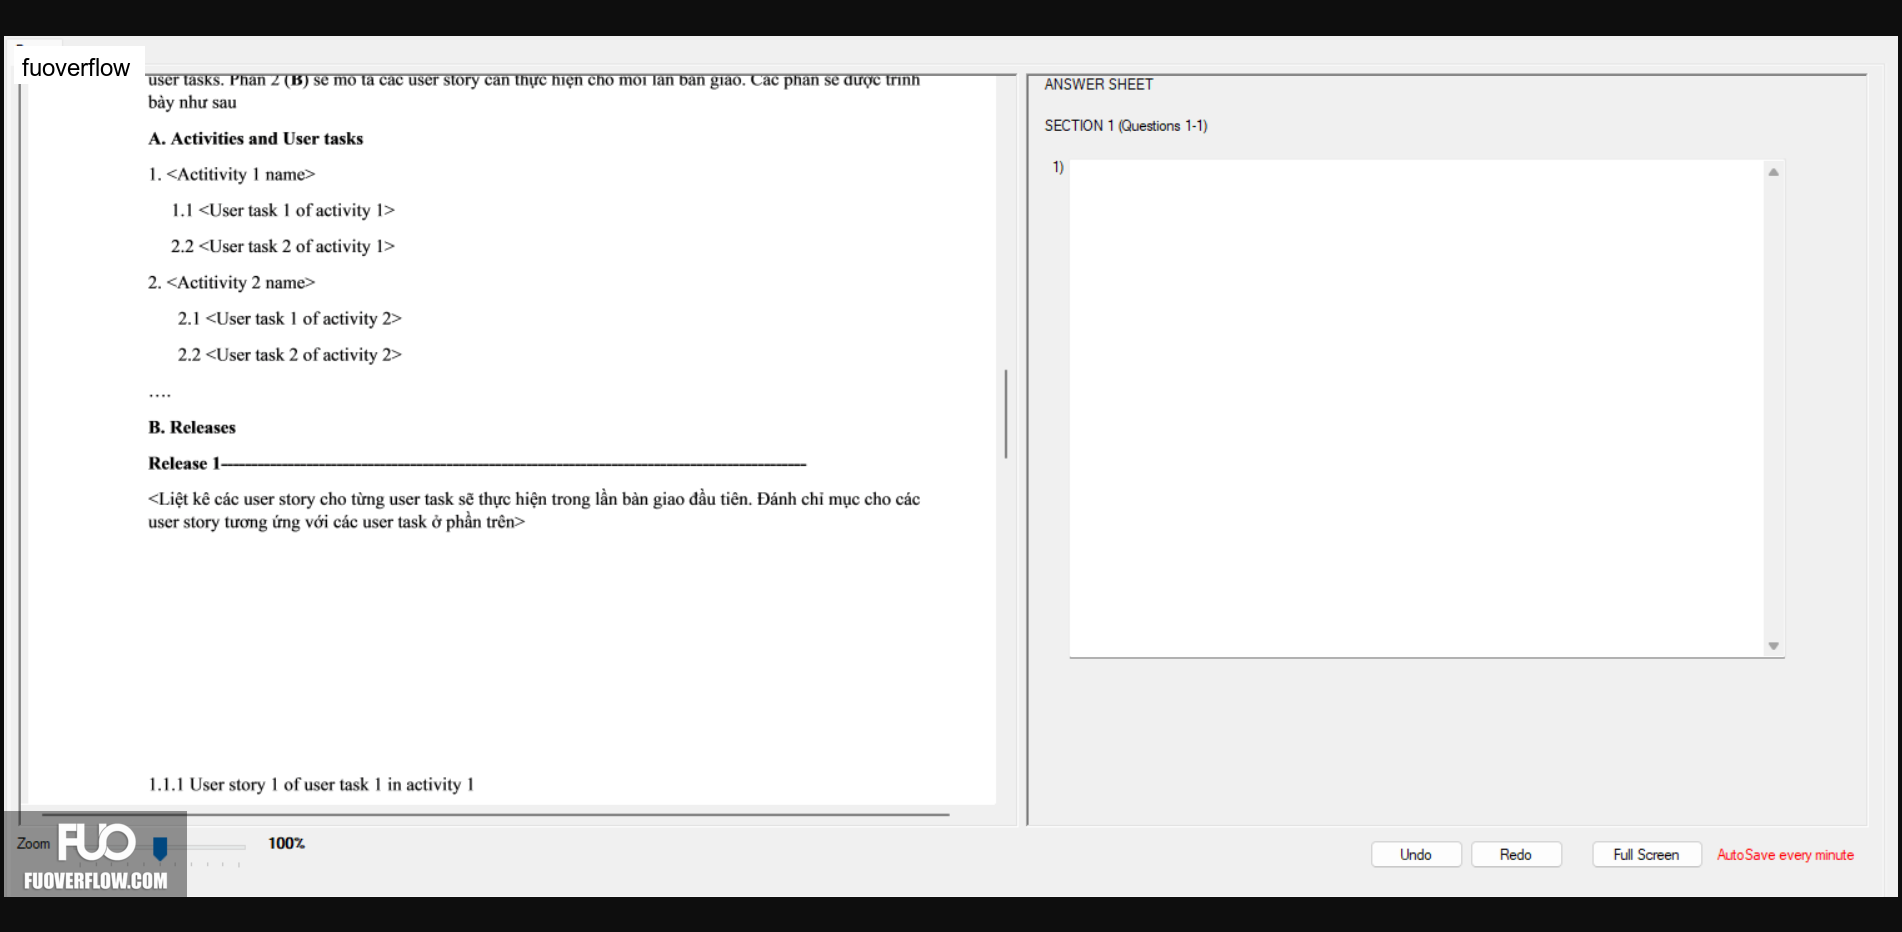 fuoverflow
user tasks. Phần 2 (B) sẽ mô tả các user story cần thực hiện cho mỗi lần bàn giao. Các phần sẽ được trình
bày như sau
A. Activities and User tasks
1. <Actitivity 1 name>
1.1 <User task 1 of activity 1>
2.2 <User task 2 of activity 1>
2. <Actitivity 2 name>
2.1 <User task 1 of activity 2>
2.2 <User task 2 of activity 2>
....
B. Releases
Release 1
<Liệt kê các user story cho từng user task sẽ thực hiện trong lần bàn giao đầu tiên. Đánh chỉ mục cho các
user story tương ứng với các user task ở phần trên>
1.1.1 User story 1 of user task 1 in activity 1
ANSWER SHEET
SECTION 1 (Questions 1-1)
1)
Zoom
100%
FUO
FUOVERFLOW.COM
Undo
Redo
Full Screen
AutoSave every minute